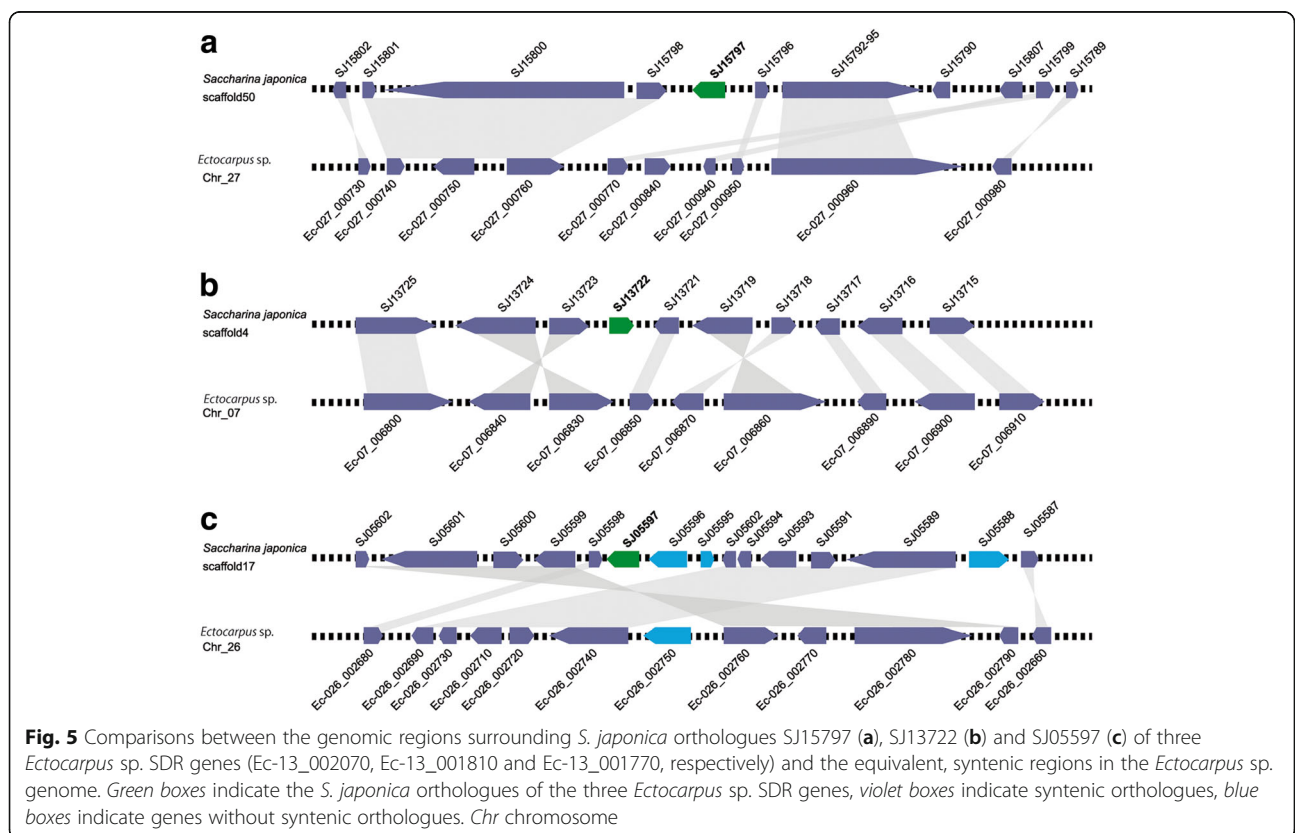 a
SJ15802 SJ15801 SJ15800 SJ15798 SJ15797 SJ15796 SJ15792-95 SJ15790 SJ15807 SJ15799 SJ15789
Saccharina japonica
scaffold50
Ectocarpus sp.
Chr_27
Ec-027_000730 Ec-027_000740 Ec-027_000750 Ec-027_000760 Ec-027_000770 Ec-027_000840 Ec-027_000940 Ec-027_000950 Ec-027_000960 Ec-027_000980
b
SJ13725 SJ13724 SJ13723 SJ13722 SJ13721 SJ13719 SJ13718 SJ13717 SJ13716 SJ13715
Saccharina japonica
scaffold4
Ectocarpus sp.
Chr_07
Ec-07_006800 Ec-07_006840 Ec-07_006830 Ec-07_006850 Ec-07_006870 Ec-07_006860 Ec-07_006890 Ec-07_006900 Ec-07_006910
c
SJ05602 SJ05601 SJ05600 SJ05599 SJ05598 SJ05597 SJ05596 SJ05595 SJ05602 SJ05594 SJ05593 SJ05591 SJ05589 SJ05588 SJ05587
Saccharina japonica
scaffold17
Ectocarpus sp.
Chr_26
Ec-026_002680 Ec-026_002690 Ec-026_002730 Ec-026_002710 Ec-026_002720 Ec-026_002740 Ec-026_002750 Ec-026_002760 Ec-026_002770 Ec-026_002780 Ec-026_002790 Ec-026_002660
Fig. 5 Comparisons between the genomic regions surrounding S. japonica orthologues SJ15797 (a), SJ13722 (b) and SJ05597 (c) of three
Ectocarpus sp. SDR genes (Ec-13_002070, Ec-13_001810 and Ec-13_001770, respectively) and the equivalent, syntenic regions in the Ectocarpus sp.
genome. Green boxes indicate the S. japonica orthologues of the three Ectocarpus sp. SDR genes, violet boxes indicate syntenic orthologues, blue
boxes indicate genes without syntenic orthologues. Chr chromosome